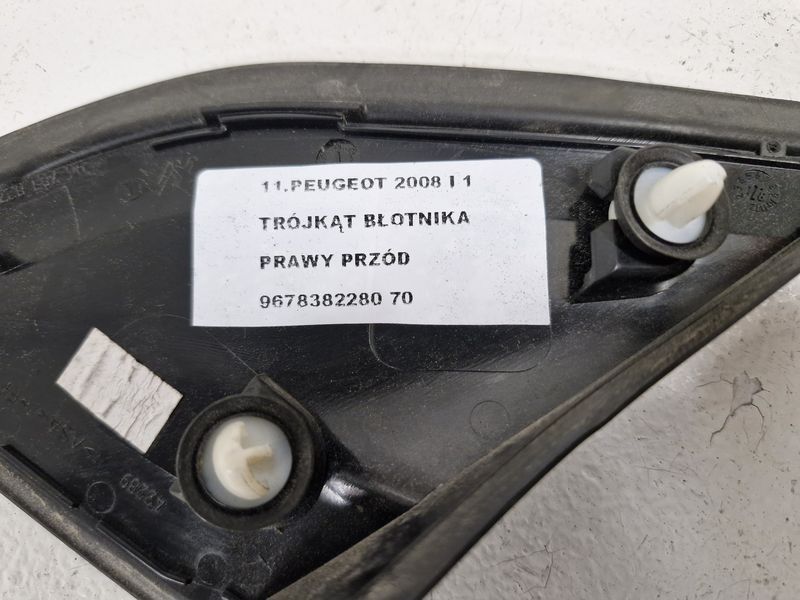 11.PEUGEOT 2008 I 1
TRÓJKĄT BŁOTNIKA
PRAWY PRZÓD
9678382280 70